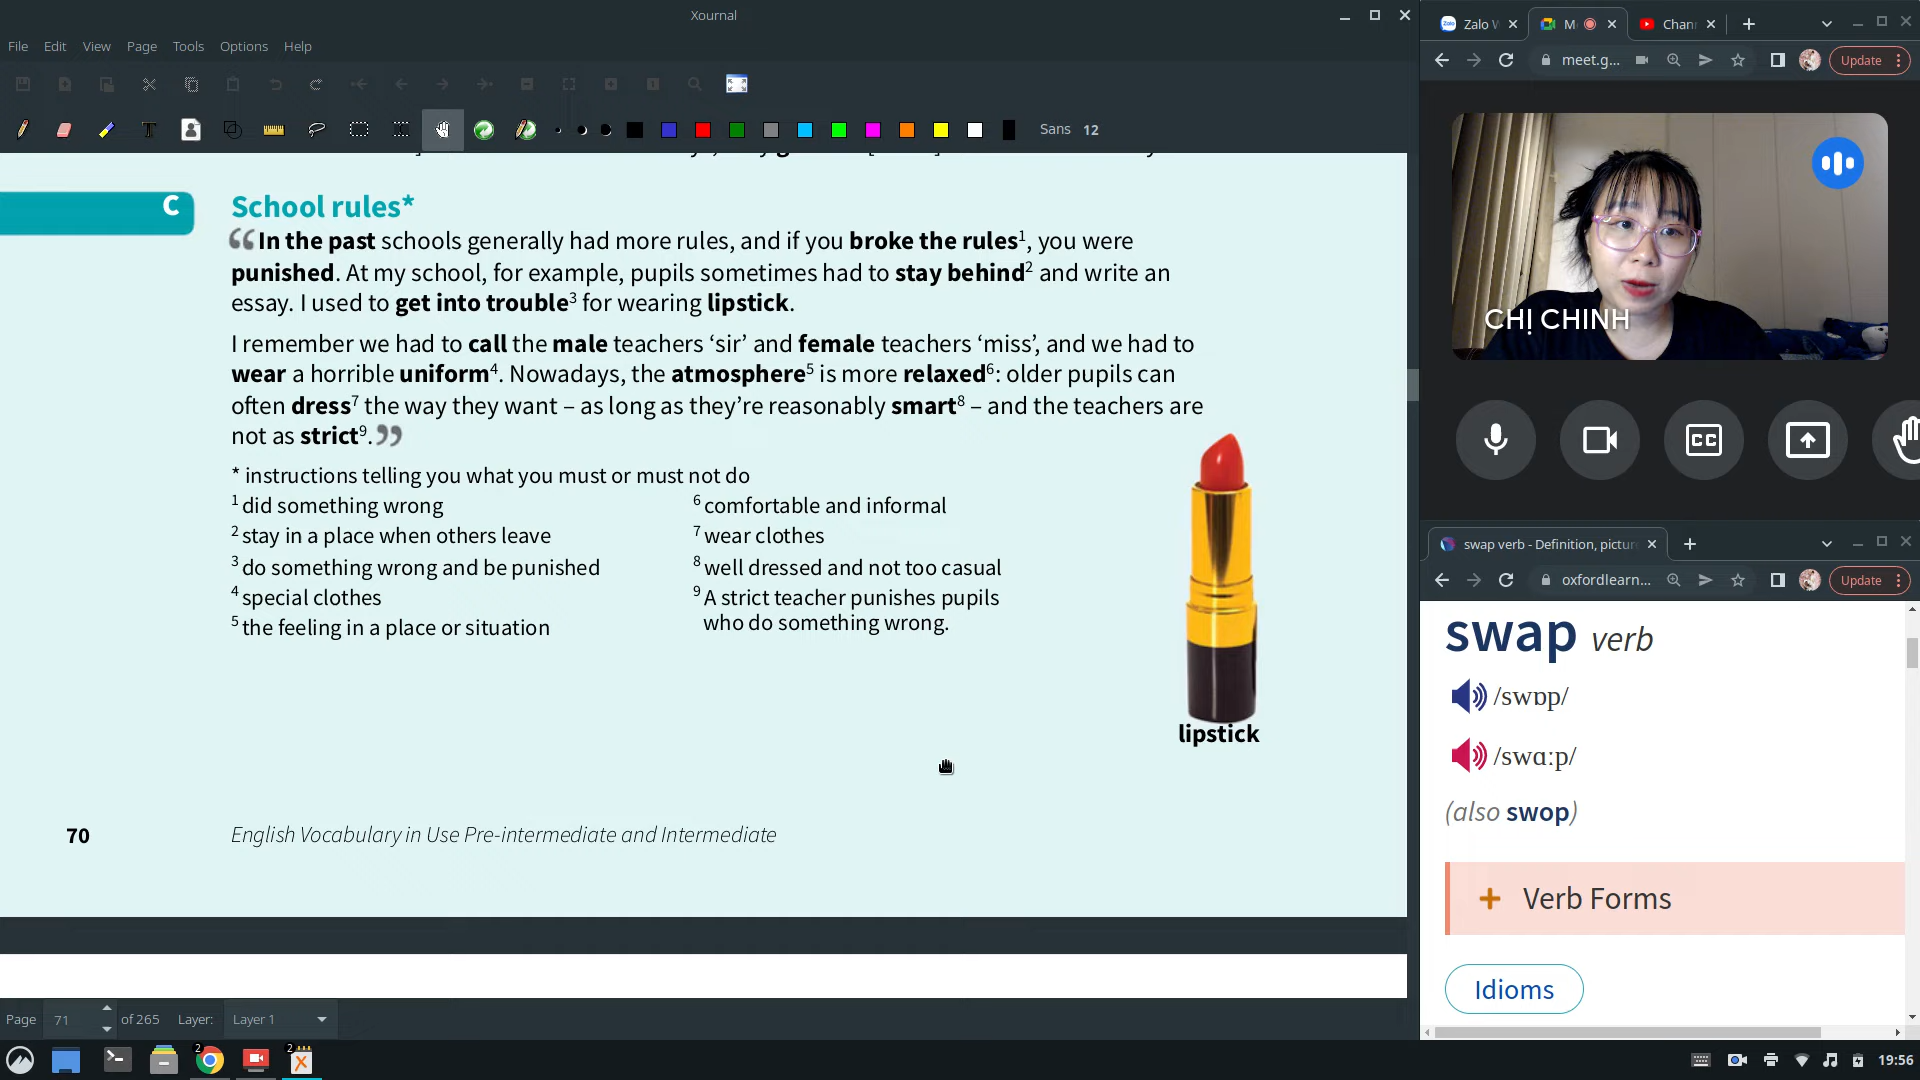 Xournal
File Edit View Page Tools Options Help
Sans 12
C
School rules*
“In the past schools generally had more rules, and if you broke the rules1, you were
punished. At my school, for example, pupils sometimes had to stay behind2 and write an
essay. I used to get into trouble3 for wearing lipstick.
I remember we had to call the male teachers ‘sir’ and female teachers ‘miss’, and we had to
wear a horrible uniform4. Nowadays, the atmosphere5 is more relaxed6: older pupils can
often dress7 the way they want – as long as they’re reasonably smart8 – and the teachers are
not as strict9.”
* instructions telling you what you must or must not do
1 did something wrong
2 stay in a place when others leave
3 do something wrong and be punished
4 special clothes
5 the feeling in a place or situation
6 comfortable and informal
7 wear clothes
8 well dressed and not too casual
9 A strict teacher punishes pupils
who do something wrong.
lipstick
70
English Vocabulary in Use Pre-intermediate and Intermediate
Page 71 of 265 Layer: Layer 1
Zalo
M
Chan
meet.g...
Update
CHỊ CHINH
CC
swap verb - Definition, pictur
oxfordlearn...
Update
swap verb
/swɒp/
/swɑːp/
(also swop)
+ Verb Forms
Idioms
2
2
19:56